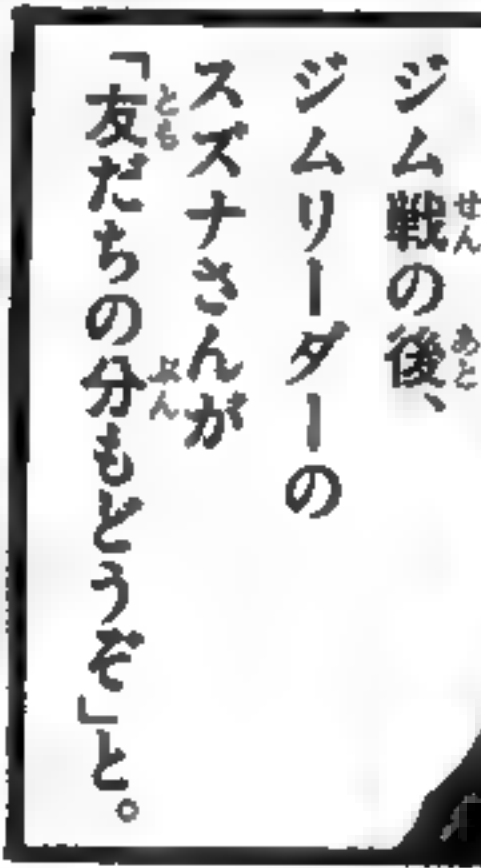 ジム戦の後、
ジムリーダーの
スズナさんが
「友だちの分もどうぞ」と。